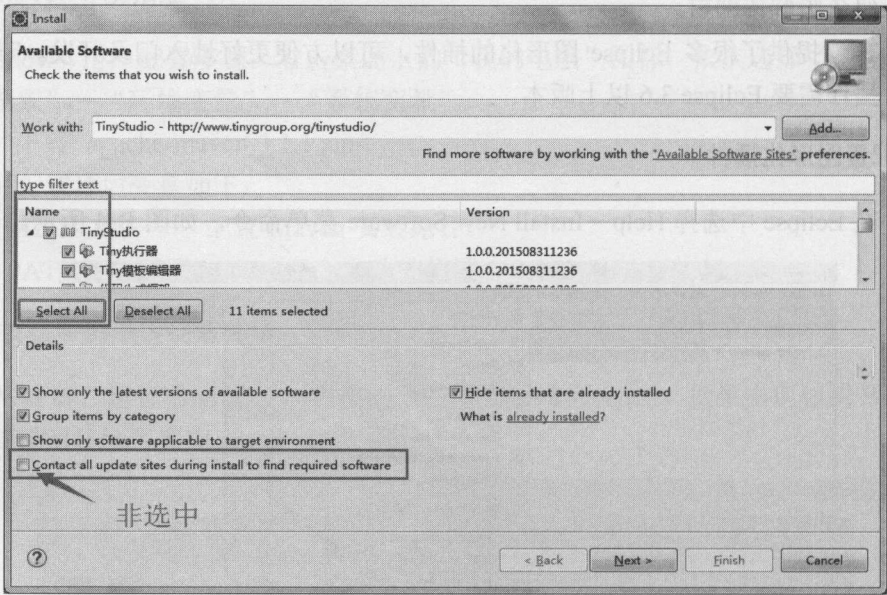 Install
Available Software
Check the items that you wish to install.
Work with: TinyStudio - http://www.tinygroup.org/tinystudio/
Add...
Find more software by working with the "Available Software Sites" preferences.
type filter text
Name Version
TinyStudio
Tiny执行器 1.0.0.201508311236
Tiny模板编辑器 1.0.0.201508311236
Select All Deselect All 11 items selected
Details
Show only the latest versions of available software Hide items that are already installed
Group items by category What is already installed?
Show only software applicable to target environment
Contact all update sites during install to find required software
非选中
< Back Next > Finish Cancel